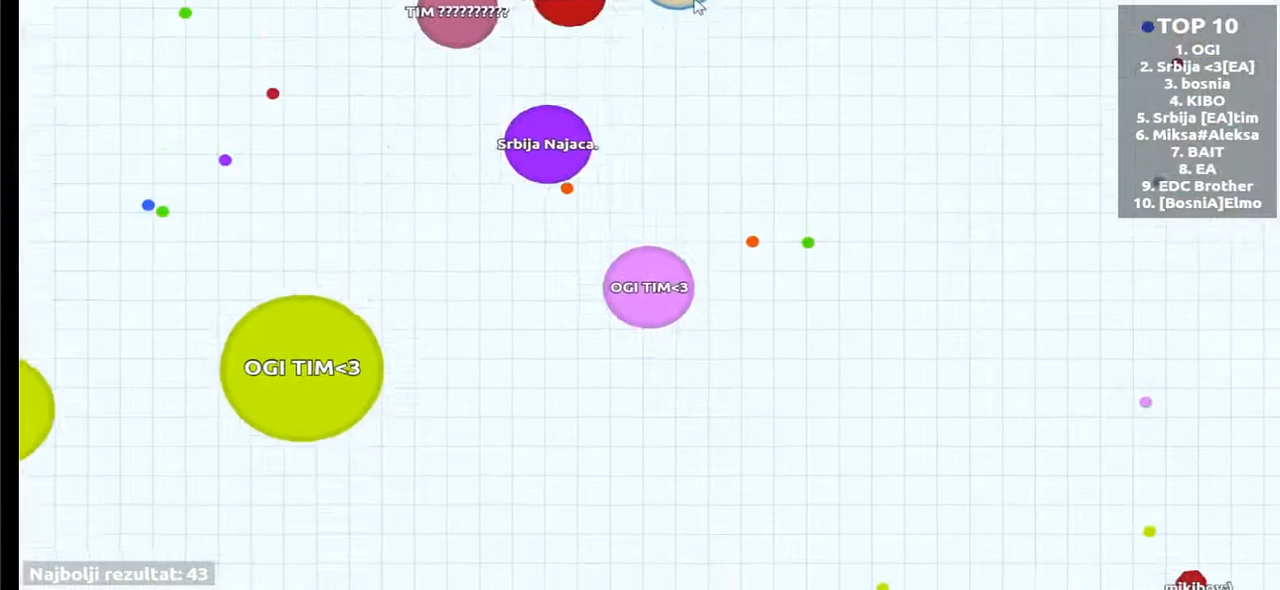 TIM ??????????
TOP 10
1. OGI
2. Srbija <3[EA]
3. bosnia
4. KIBO
5. Srbija [EA]tim
6. Miksa#Aleksa
7. BAIT
8. EA
9. EDC Brother
10. [BosniA]Elmo
Srbija Najaca.
OGI TIM<3
OGI TIM<3
Najbolji rezultat: 43
mikiboy:)